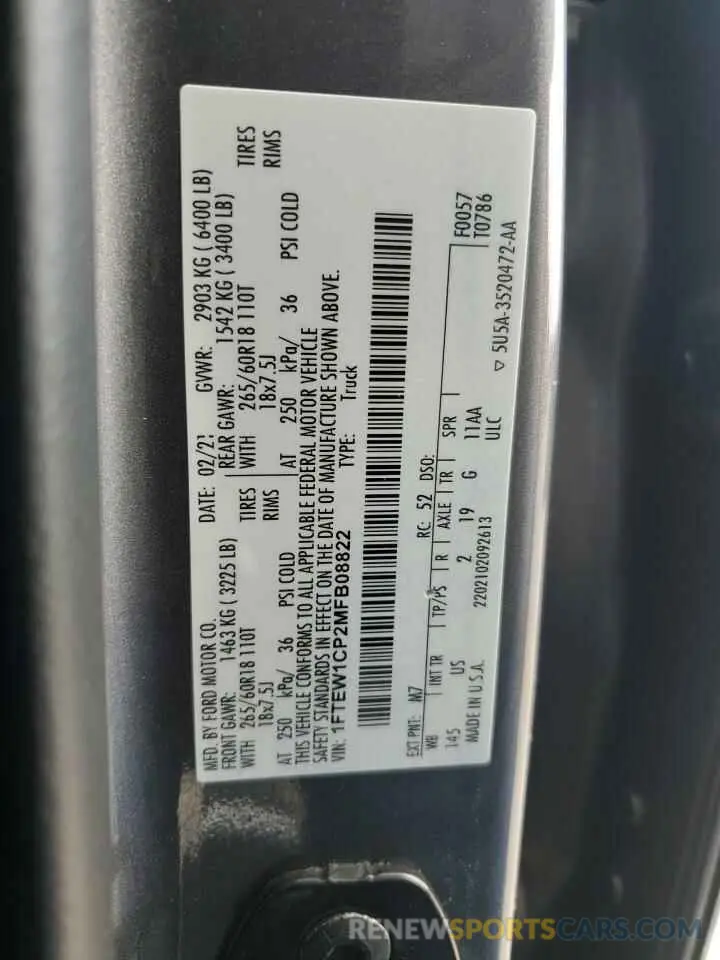 MFD. BY FORD MOTOR CO.
DATE: 02/21 GVWR: 2903 KG ( 6400 LB)
FRONT GAWR: 1463 KG ( 3225 LB)
REAR GAWR: 1542 KG ( 3400 LB)
WITH 265/60R18 110T TIRES
WITH 265/60R18 110T TIRES
18x7.5J RIMS
18x7.5J RIMS
AT 250 kPa/ 36 PSI COLD
AT 250 kPa/ 36 PSI COLD
THIS VEHICLE CONFORMS TO ALL APPLICABLE FEDERAL MOTOR VEHICLE
SAFETY STANDARDS IN EFFECT ON THE DATE OF MANUFACTURE SHOWN ABOVE.
VIN: 1FTEW1CP2MFB08822 TYPE: Truck
EXT PNT: M7 RC: 52 DSO: F0057
WB INT TR TP/PS R AXLE TR SPR T0786
145 US 2 19 G 11AA
MADE IN U.S.A. 2202102092613 ULC
▽ 5U5A-3520472-AA
RENEWSPORTSCARS.COM